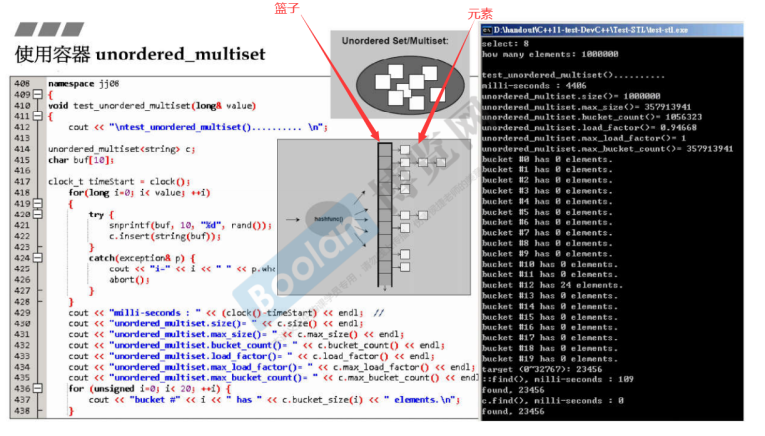 篮子
元素
使用容器 unordered_multiset
Unordered Set/Multiset:
408 namespace jj08
409 {
410 void test_unordered_multiset(long& value)
411 {
412 cout << "\ntest_unordered_multiset().......... \n";
413
414 unordered_multiset<string> c;
415 char buf[10];
416
417 clock_t timeStart = clock();
418 for(long i=0; i< value; ++i)
419 {
420 try {
421 snprintf(buf, 10, "%d", rand());
422 c.insert(string(buf));
423 }
424 catch(exception& p) {
425 cout << "i=" << i << " " << p.wha
426 abort();
427 }
428 }
429 cout << "milli-seconds : " << (clock()-timeStart) << endl; //
430 cout << "unordered_multiset.size()= " << c.size() << endl;
431 cout << "unordered_multiset.max_size()= " << c.max_size() << endl;
432 cout << "unordered_multiset.bucket_count()= " << c.bucket_count() << endl;
433 cout << "unordered_multiset.load_factor()= " << c.load_factor() << endl;
434 cout << "unordered_multiset.max_load_factor()= " << c.max_load_factor() << endl;
435 cout << "unordered_multiset.max_bucket_count()= " << c.max_bucket_count() << endl
436 for (unsigned i=0; i< 20; ++i) {
437 cout << "bucket #" << i << " has " << c.bucket_size(i) << " elements.\n";
438 }
hashfunc()
Boolan 博览网
D:\handout\C++11-test-DevC++\Test-STL\test-stl.exe
select: 8
how many elements: 1000000
test_unordered_multiset()..........
milli-seconds : 4406
unordered_multiset.size()= 1000000
unordered_multiset.max_size()= 357913941
unordered_multiset.bucket_count()= 1056323
unordered_multiset.load_factor()= 0.94668
unordered_multiset.max_load_factor()= 1
unordered_multiset.max_bucket_count()= 357913941
bucket #0 has 0 elements.
bucket #1 has 0 elements.
bucket #2 has 0 elements.
bucket #3 has 0 elements.
bucket #4 has 0 elements.
bucket #5 has 0 elements.
bucket #6 has 0 elements.
bucket #7 has 0 elements.
bucket #8 has 0 elements.
bucket #9 has 0 elements.
bucket #10 has 0 elements.
bucket #11 has 0 elements.
bucket #12 has 24 elements.
bucket #13 has 0 elements.
bucket #14 has 0 elements.
bucket #15 has 0 elements.
bucket #16 has 0 elements.
bucket #17 has 0 elements.
bucket #18 has 0 elements.
bucket #19 has 0 elements.
target (0~32767): 23456
::find(), milli-seconds : 109
found, 23456
c.find(), milli-seconds : 0
found, 23456